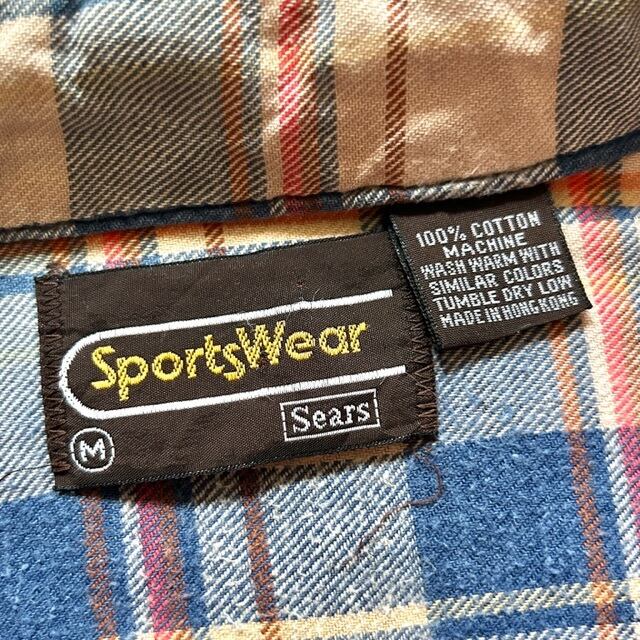 SportsWear
Sears
M
100% COTTON
MACHINE
WASH WARM WITH
SIMILAR COLORS
TUMBLE DRY LOW
MADE IN HONG KONG